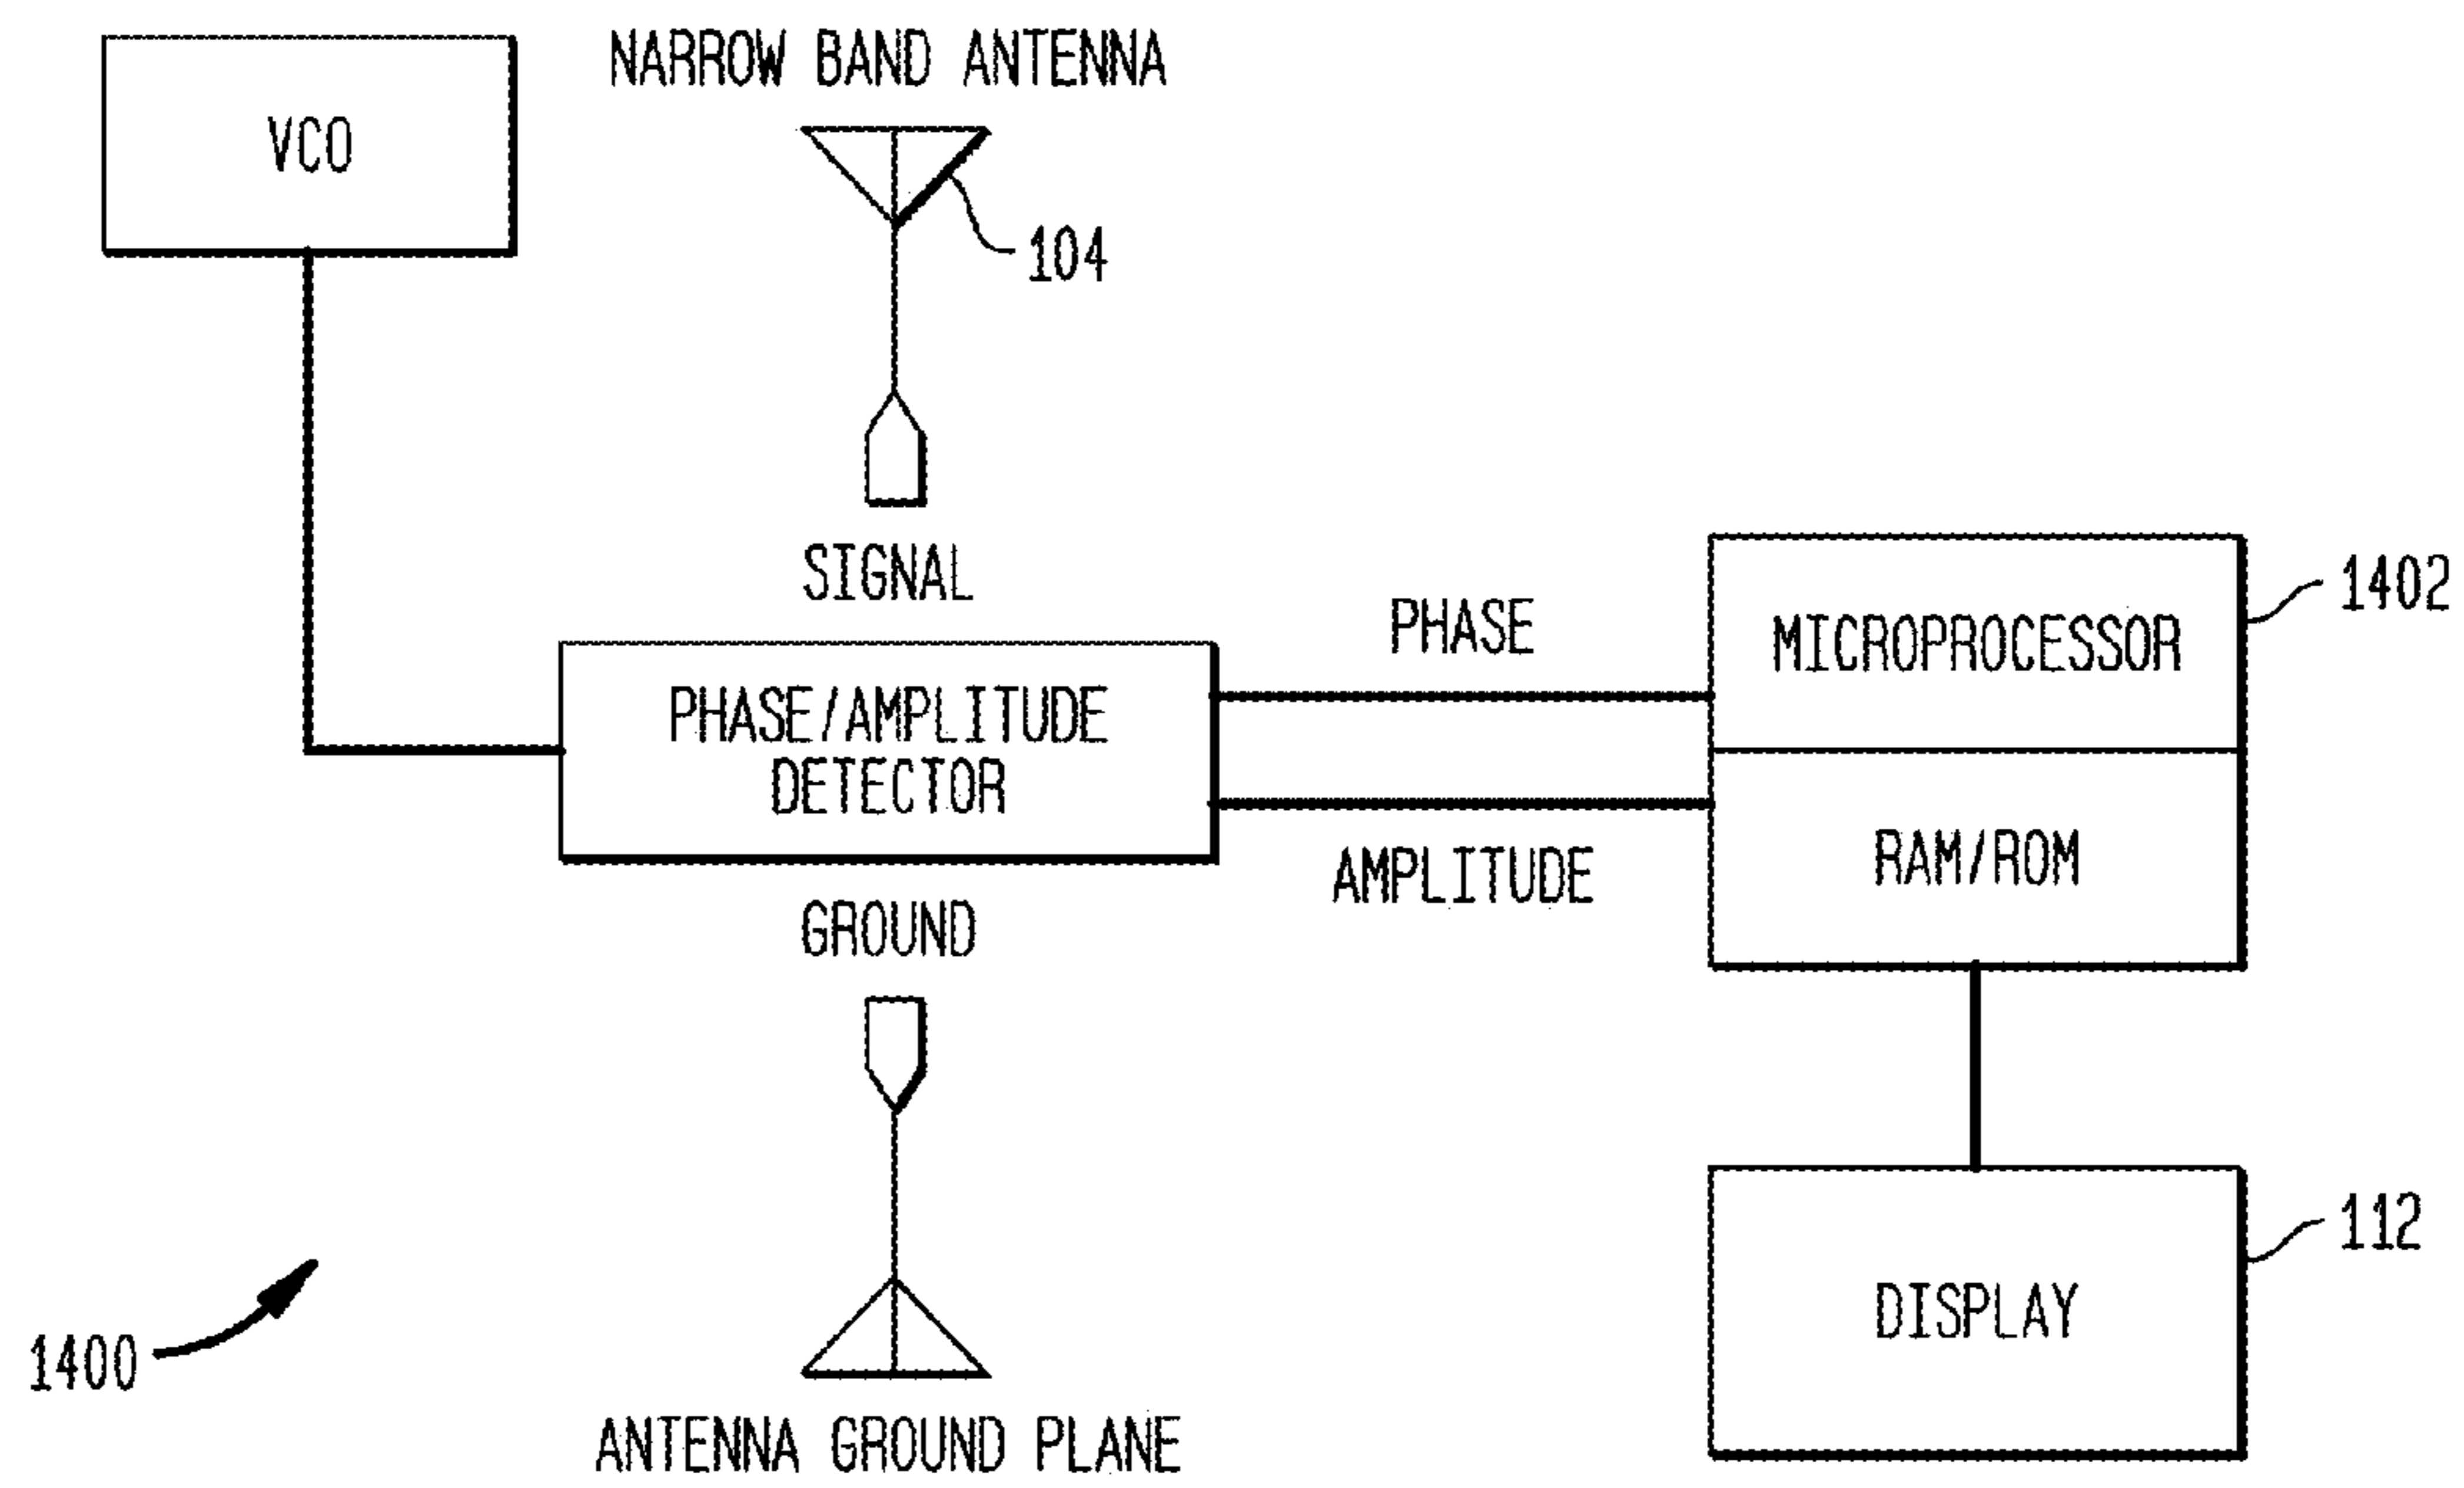 NARROW BAND ANTENNA
VCO
104
SIGNAL
PHASE/AMPLITUDE
DETECTOR
GROUND
PHASE
AMPLITUDE
MICROPROCESSOR
1402
RAM/ROM
DISPLAY
112
1400
ANTENNA GROUND PLANE